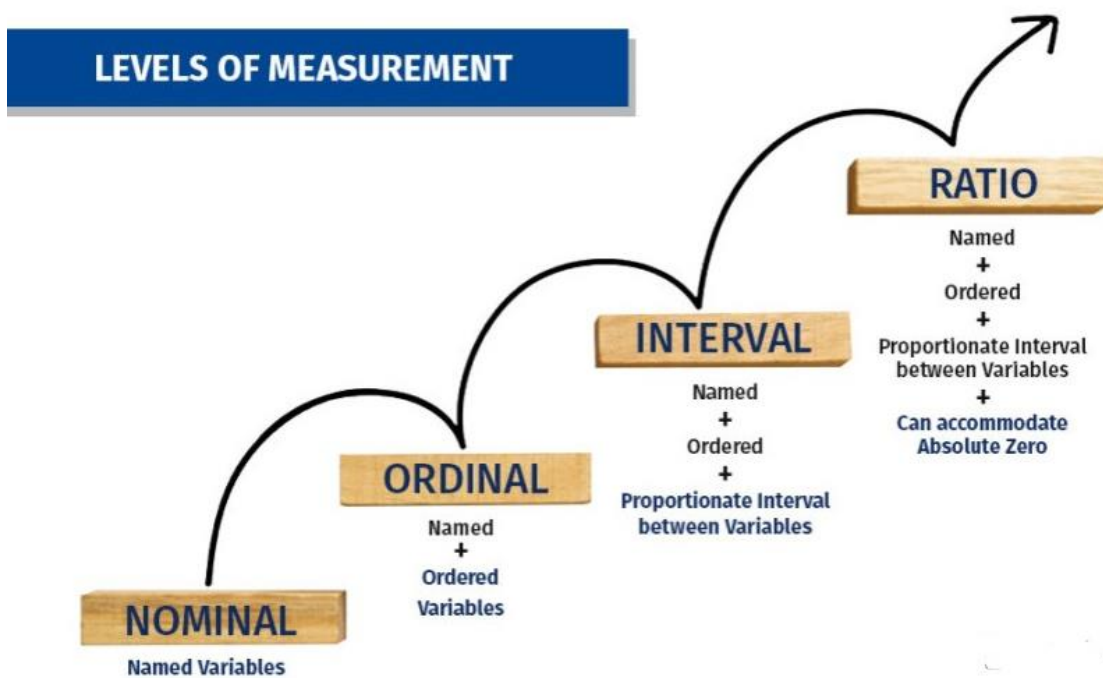 LEVELS OF MEASUREMENT
RATIO
Named
+
Ordered
+
Proportionate Interval
between Variables
+
Can accommodate
Absolute Zero
INTERVAL
Named
+
Ordered
+
Proportionate Interval
between Variables
ORDINAL
Named
+
Ordered
Variables
NOMINAL
Named Variables